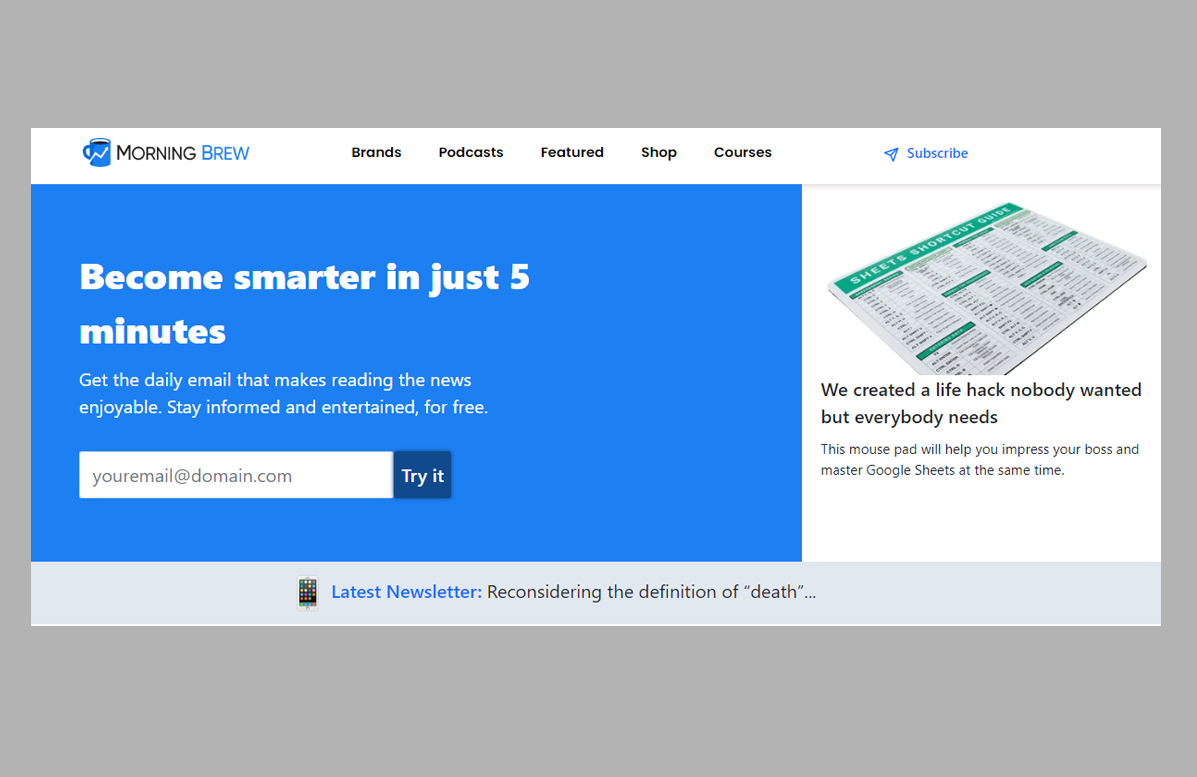 MORNING BREW
Brands
Podcasts
Featured
Shop
Courses
Subscribe
Become smarter in just 5
minutes
Get the daily email that makes reading the news
enjoyable. Stay informed and entertained, for free.
youremail@domain.com
Try it
SHEETS SHORTCUT GUIDE
We created a life hack nobody wanted
but everybody needs
This mouse pad will help you impress your boss and
master Google Sheets at the same time.
Latest Newsletter: Reconsidering the definition of “death”...